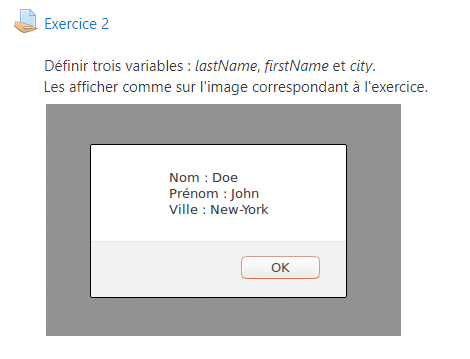 Exercice 2
Définir trois variables : lastName, firstName et city.
Les afficher comme sur l'image correspondant à l'exercice.
Nom : Doe
Prénom : John
Ville : New-York
OK